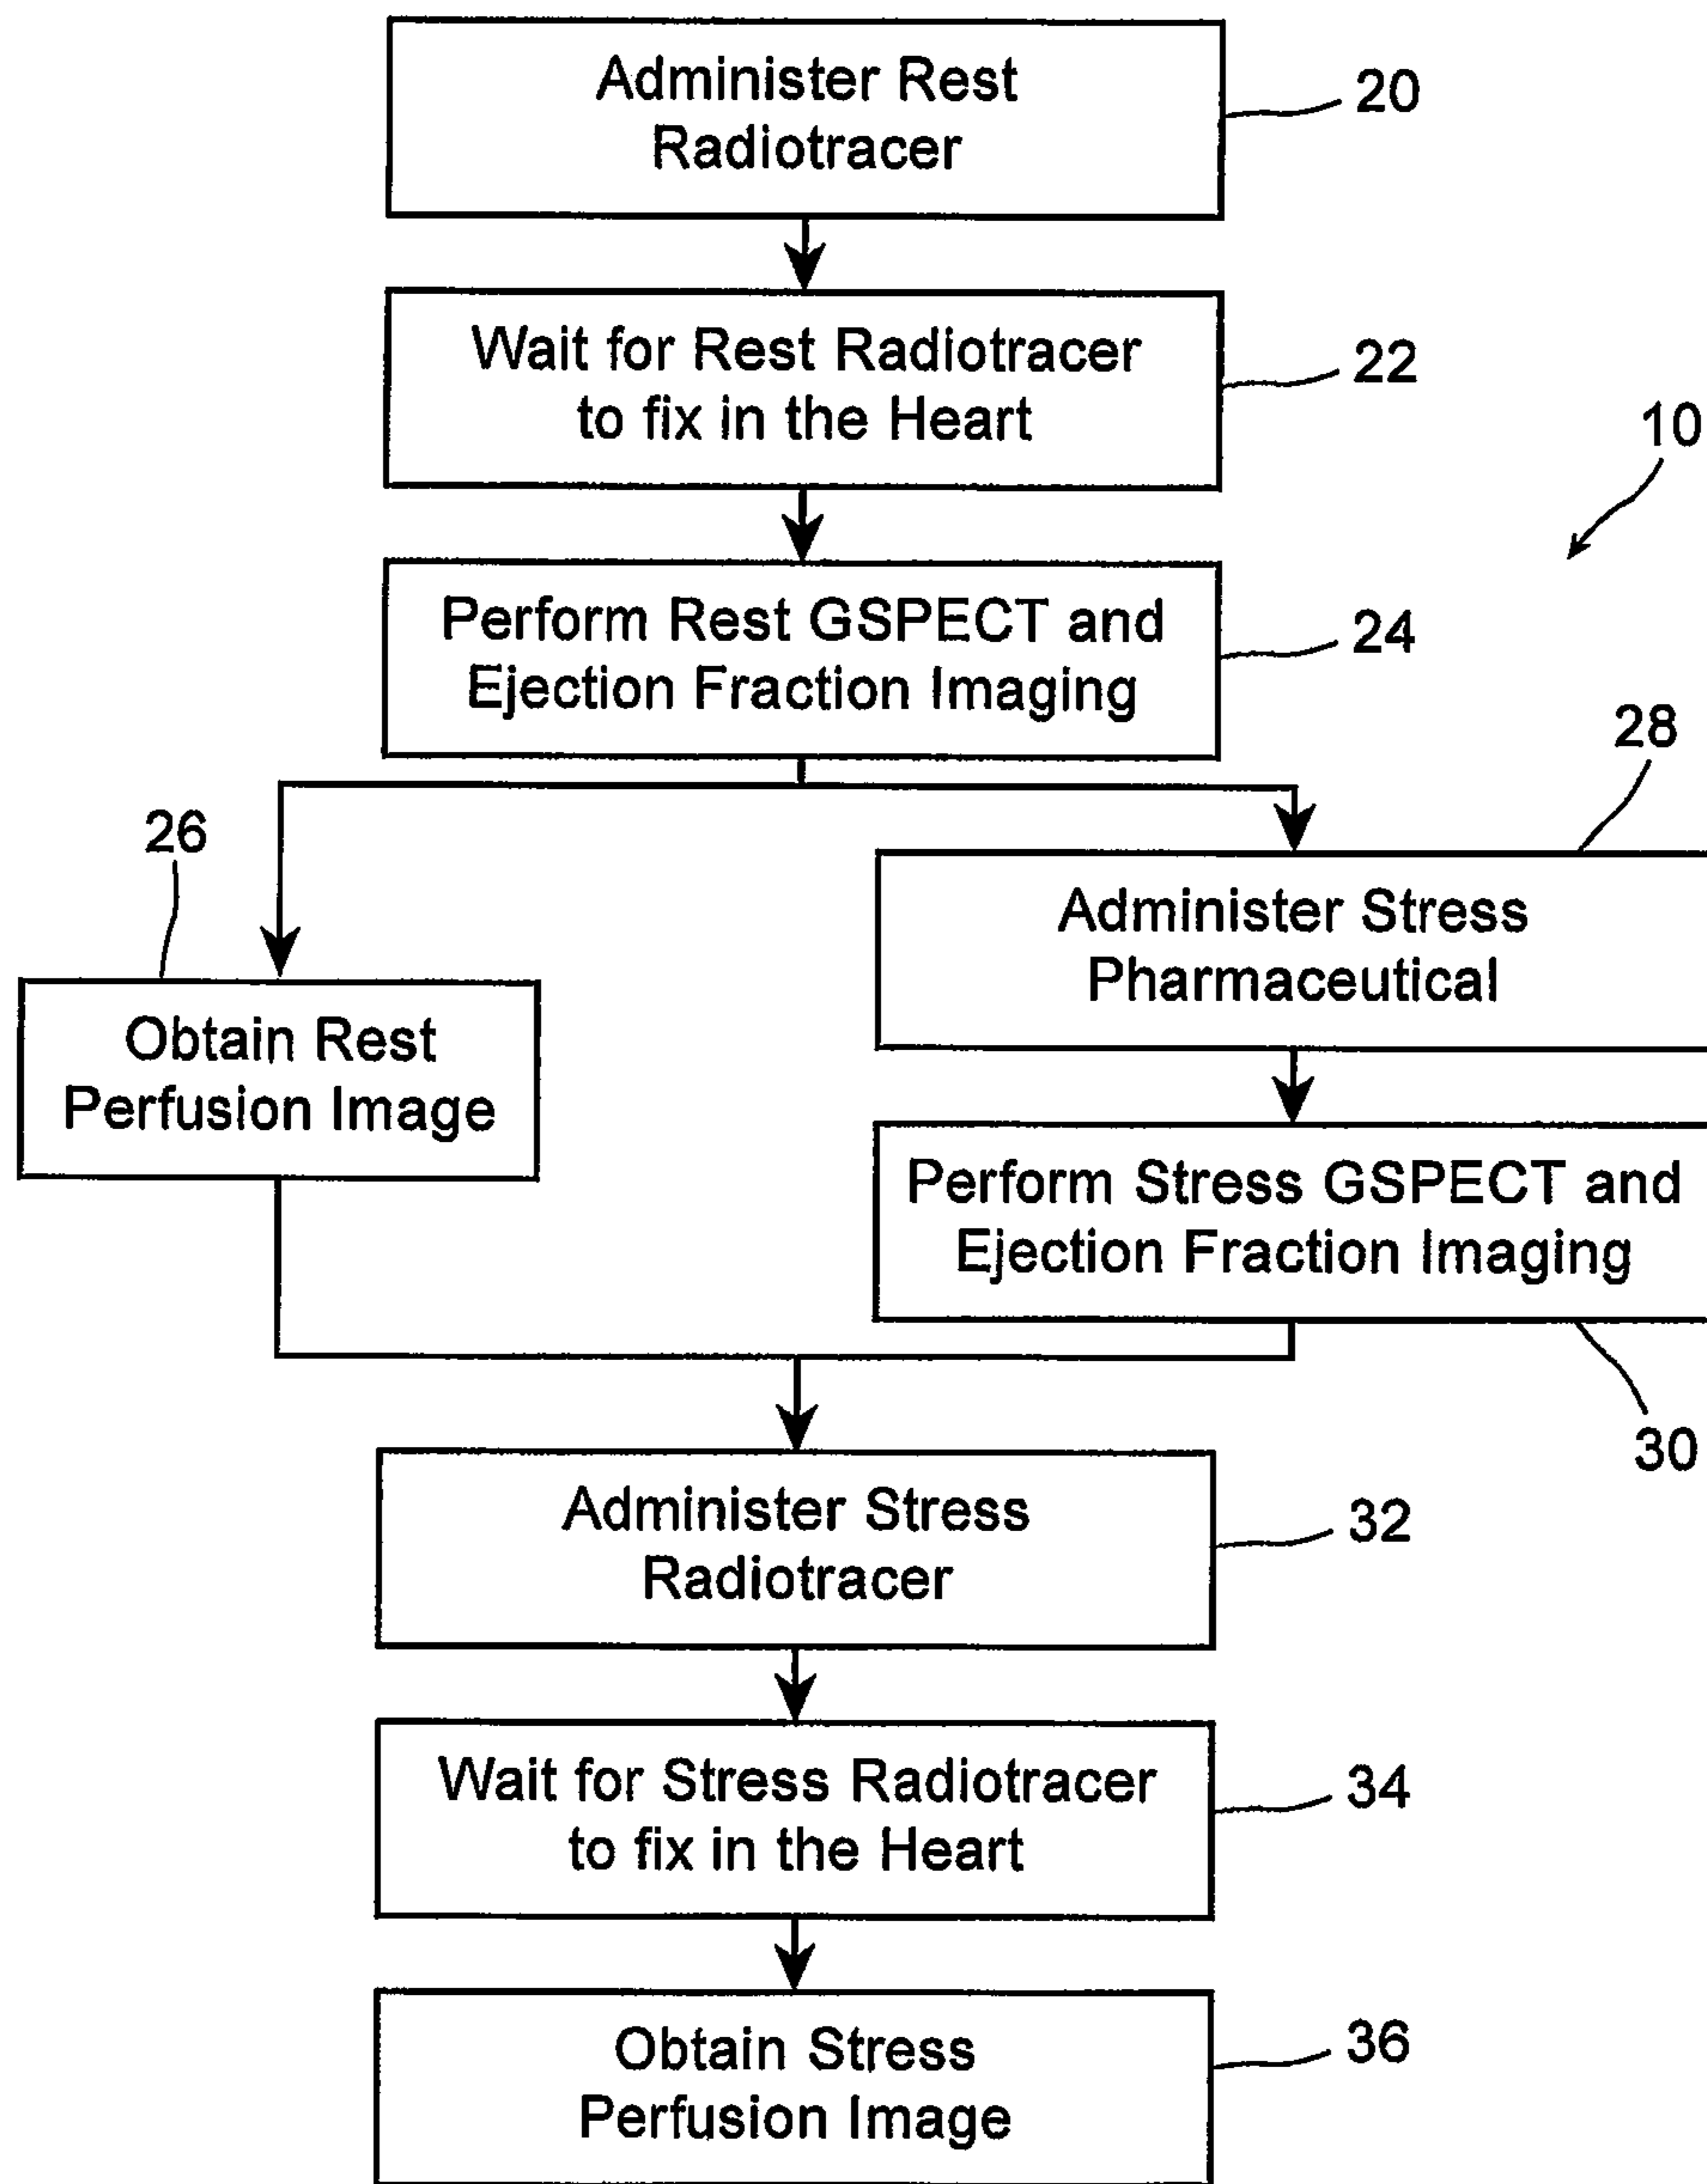 Administer Rest
Radiotracer
20
Wait for Rest Radiotracer
to fix in the Heart
22
10
Perform Rest GSPECT and
Ejection Fraction Imaging
24
28
26
Administer Stress
Pharmaceutical
Obtain Rest
Perfusion Image
Perform Stress GSPECT and
Ejection Fraction Imaging
30
Administer Stress
Radiotracer
32
Wait for Stress Radiotracer
to fix in the Heart
34
Obtain Stress
Perfusion Image
36